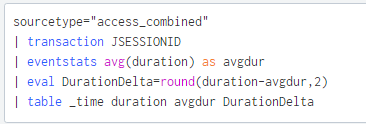 sourcetype="access_combined"
| transaction JSESSIONID
| eventstats avg(duration) as avgdur
| eval DurationDelta=round(duration-avgdur,2)
| table _time duration avgdur DurationDelta